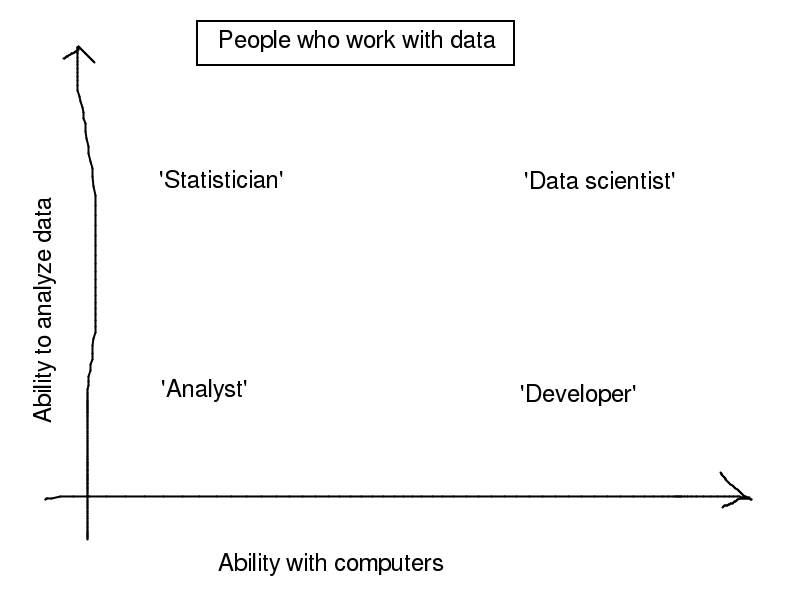 People who work with data
'Statistician'
'Data scientist'
Ability to analyze data
'Analyst'
'Developer'
Ability with computers